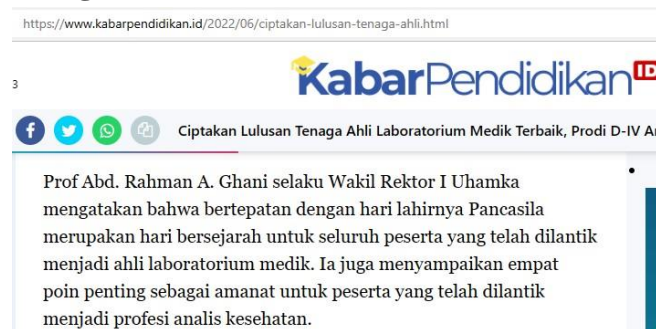 https://www.kabarpendidikan.id/2022/06/ciptakan-lulusan-tenaga-ahli.html
3
KabarPendidikan ID
Ciptakan Lulusan Tenaga Ahli Laboratorium Medik Terbaik, Prodi D-IV A
Prof Abd. Rahman A. Ghani selaku Wakil Rektor I Uhamka
mengatakan bahwa bertepatan dengan hari lahirnya Pancasila
merupakan hari bersejarah untuk seluruh peserta yang telah dilantik
menjadi ahli laboratorium medik. Ia juga menyampaikan empat
poin penting sebagai amanat untuk peserta yang telah dilantik
menjadi profesi analis kesehatan.